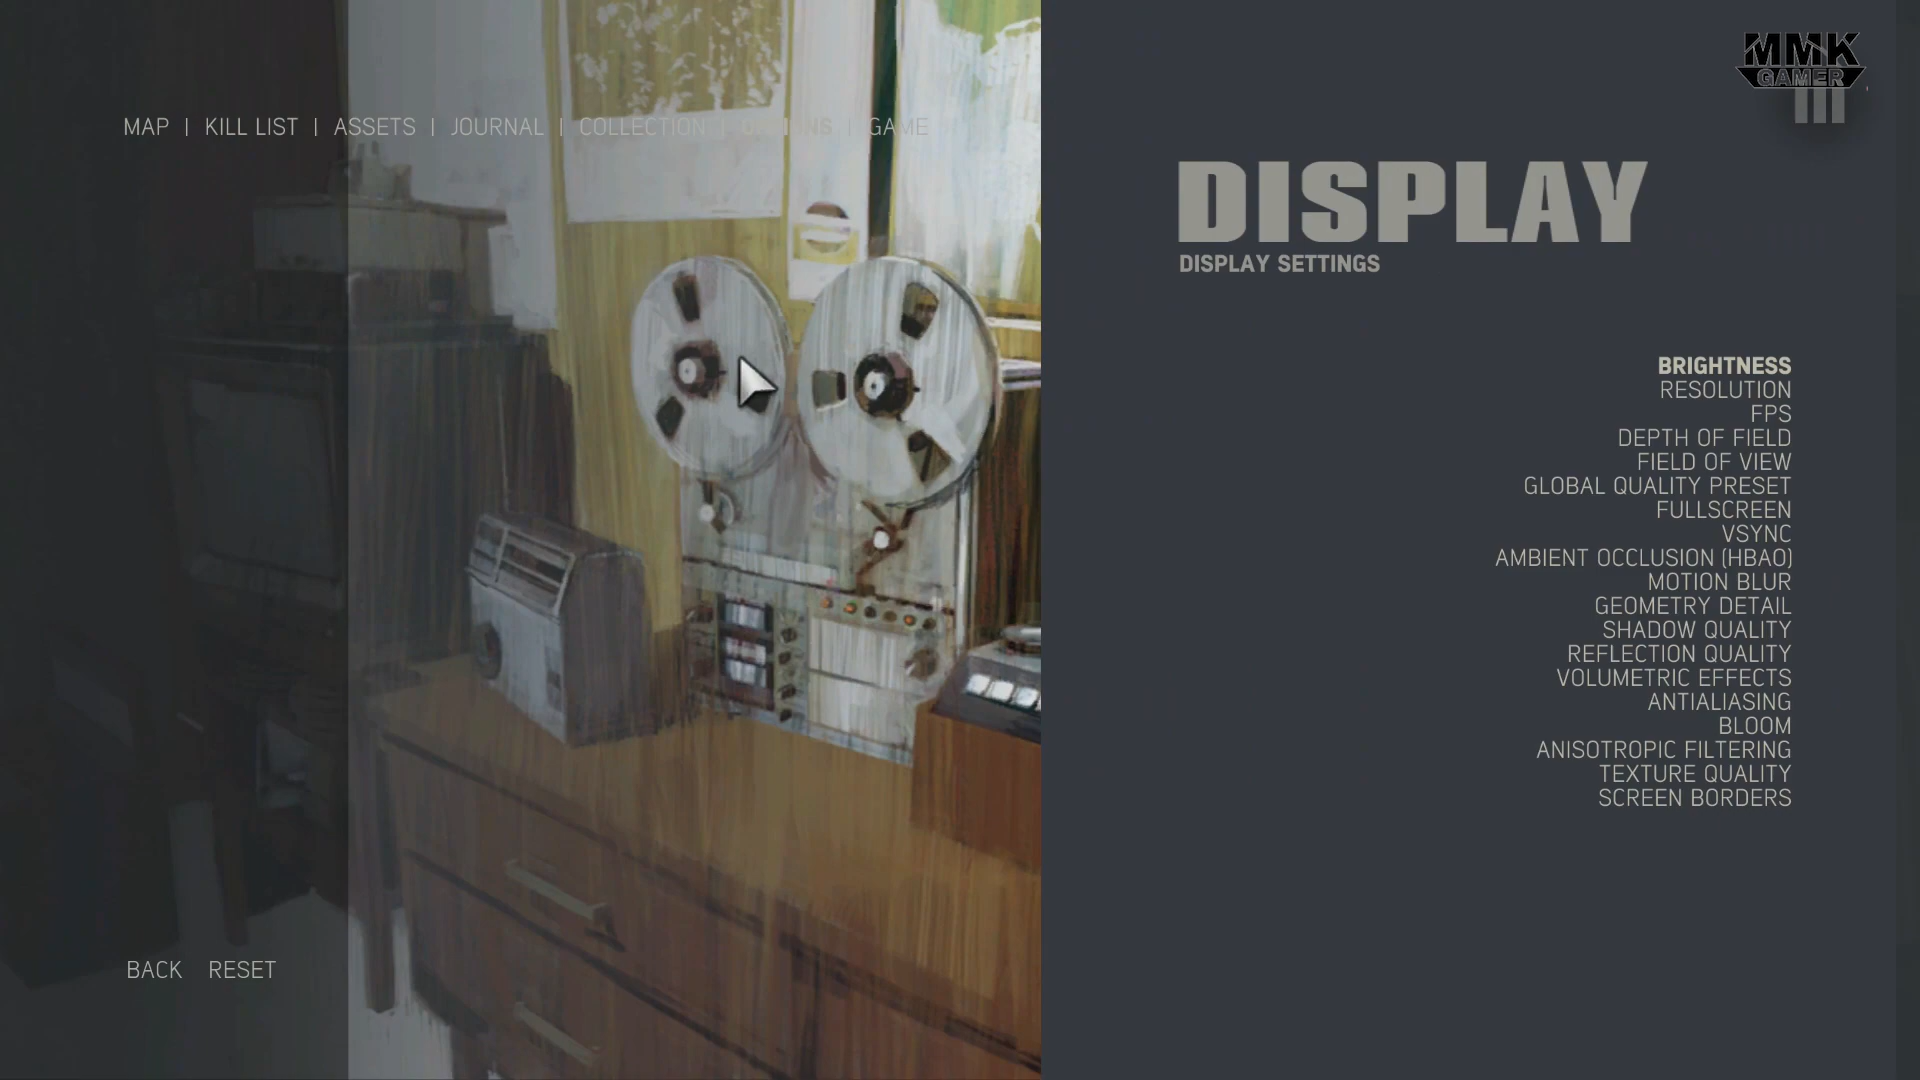 MMK
GAMER
III
MAP | KILL LIST | ASSETS | JOURNAL | COLLECTION | OPTIONS | GAME
DISPLAY
DISPLAY SETTINGS
BRIGHTNESS
RESOLUTION
FPS
DEPTH OF FIELD
FIELD OF VIEW
GLOBAL QUALITY PRESET
FULLSCREEN
VSYNC
AMBIENT OCCLUSION (HBAO)
MOTION BLUR
GEOMETRY DETAIL
SHADOW QUALITY
REFLECTION QUALITY
VOLUMETRIC EFFECTS
ANTIALIASING
BLOOM
ANISOTROPIC FILTERING
TEXTURE QUALITY
SCREEN BORDERS
BACK RESET